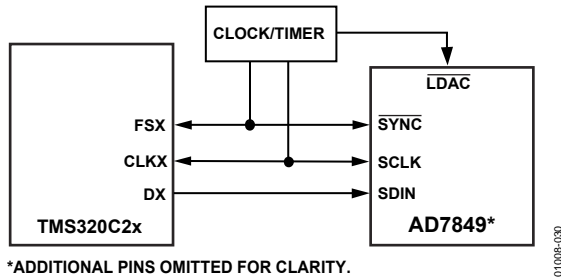 CLOCK/TIMER
LDAC
FSX
SYNC
CLKX
SCLK
DX
SDIN
TMS320C2x
AD7849*
*ADDITIONAL PINS OMITTED FOR CLARITY.
01008-030